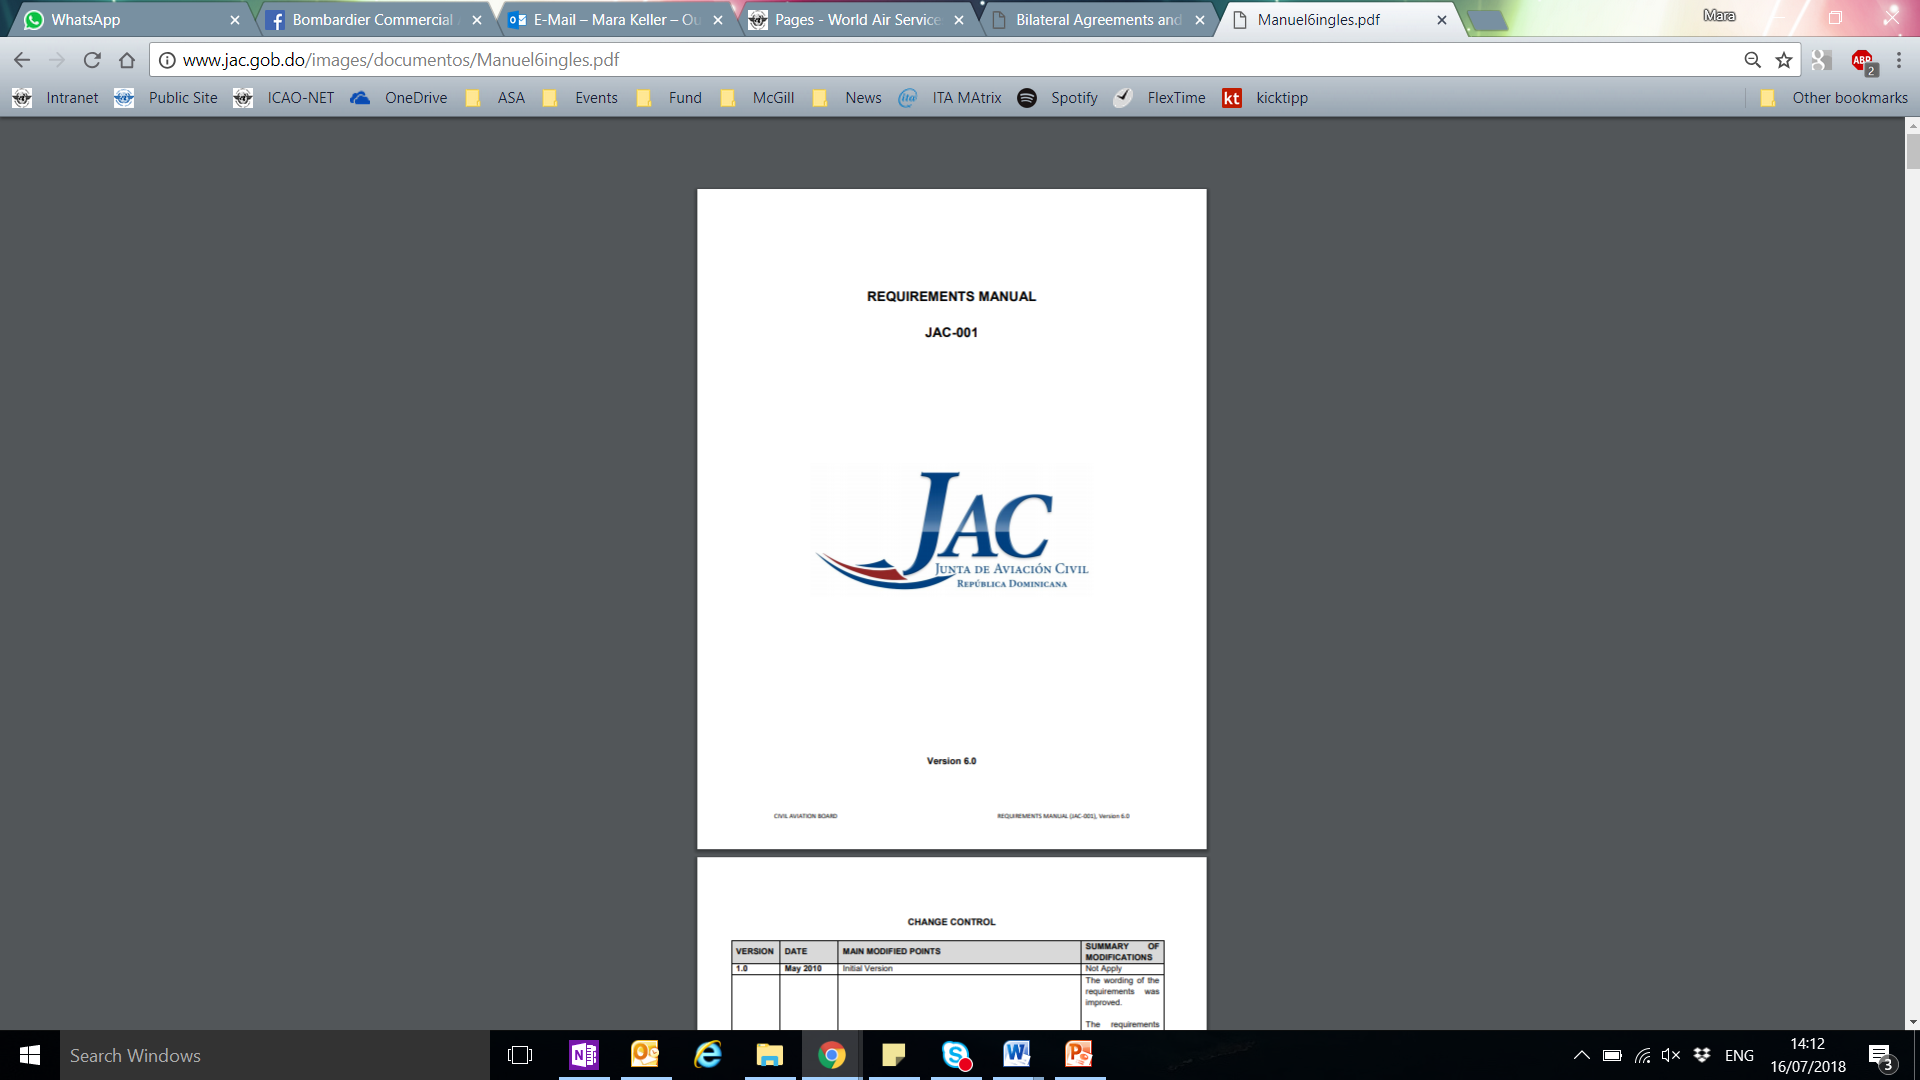 WhatsApp
Bombardier Commercial
E-Mail – Mara Keller – Ou
Pages - World Air Service
Bilateral Agreements and
Manuel6ingles.pdf
Mara
www.jac.gob.do/images/documentos/Manuel6ingles.pdf
ABP
2
Intranet
Public Site
ICAO-NET
OneDrive
ASA
Events
Fund
McGill
News
ita
ITA MAtrix
Spotify
FlexTime
kt
kicktipp
Other bookmarks
REQUIREMENTS MANUAL
JAC-001
JAC
JUNTA DE AVIACIÓN CIVIL
REPÚBLICA DOMINICANA
Version 6.0
CIVIL AVIATION BOARD
REQUIREMENTS MANUAL (JAC-001), Version 6.0
CHANGE CONTROL
VERSION DATE MAIN MODIFIED POINTS SUMMARY OF
MODIFICATIONS
1.0 May 2010 Initial Version Not Apply
The wording of the
requirements was
improved.
The requirements
Search Windows
ENG
14:12
16/07/2018
3